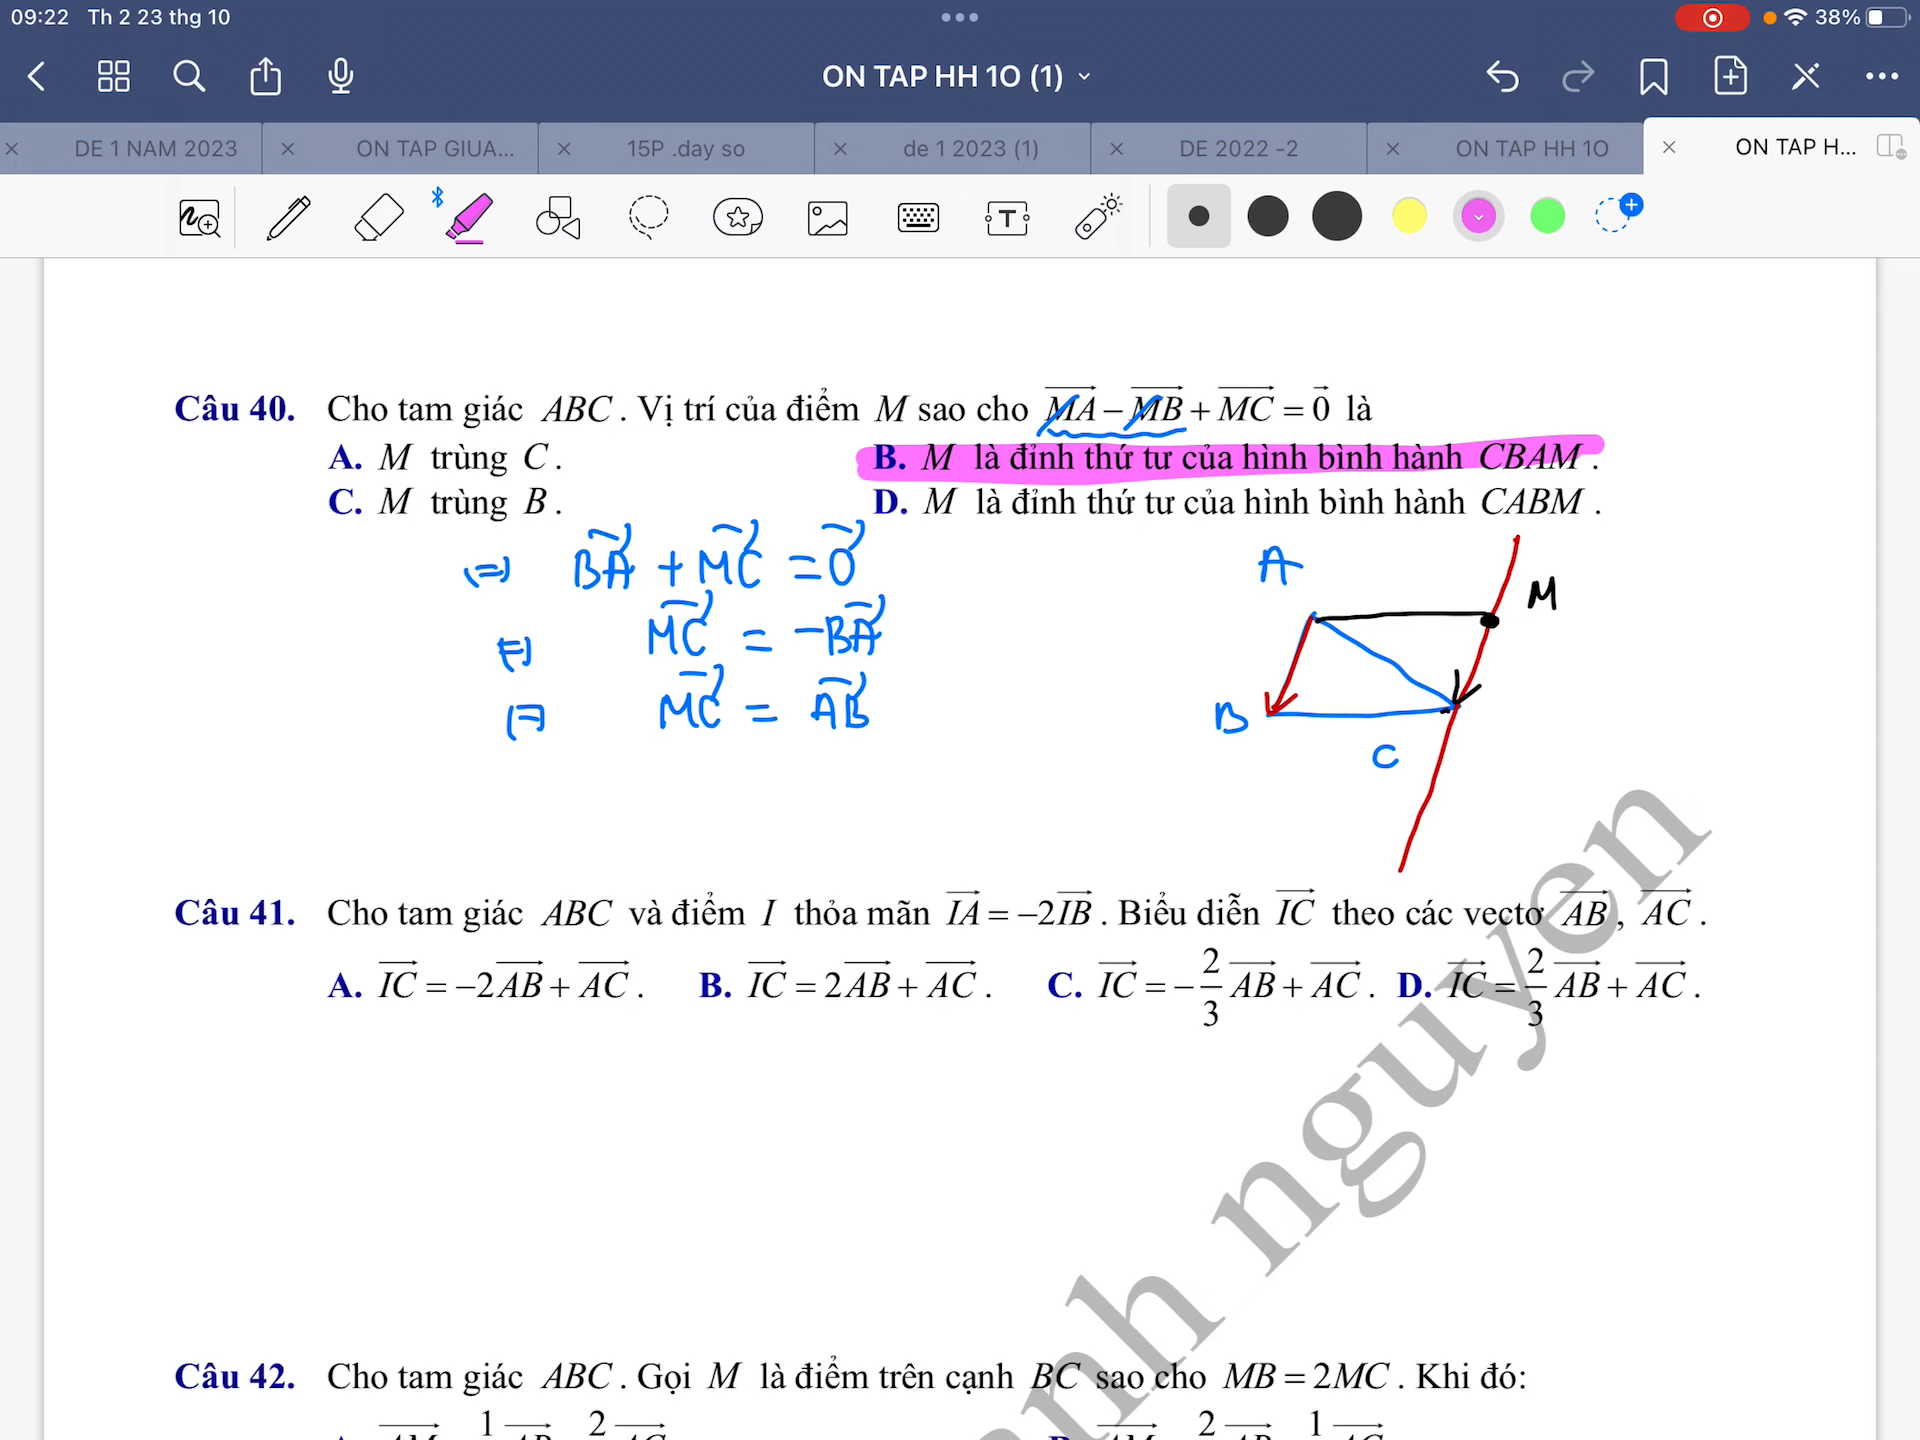 09:22 Th 2 23 thg 10
38%
ON TAP HH 1O (1)
DE 1 NAM 2023
ON TAP GIUA...
15P .day so
de 1 2023 (1)
DE 2022 -2
ON TAP HH 1O
ON TAP H...
T
Câu 40. Cho tam giác ABC. Vị trí của điểm M sao cho MA⃗ − MB⃗ + MC⃗ = 0⃗ là
A. M trùng C.
B. M là đỉnh thứ tư của hình bình hành CBAM.
C. M trùng B.
D. M là đỉnh thứ tư của hình bình hành CABM.
(=) BA⃗ + MC⃗ = 0⃗
(=) MC⃗ = −BA⃗
(=) MC⃗ = AB⃗
A
M
B
C
Câu 41. Cho tam giác ABC và điểm I thỏa mãn IA⃗ = −2IB⃗. Biểu diễn IC⃗ theo các vectơ AB⃗, AC⃗.
A. IC⃗ = −2AB⃗ + AC⃗. B. IC⃗ = 2AB⃗ + AC⃗. C. IC⃗ = −2/3 AB⃗ + AC⃗. D. IC⃗ = 2/3 AB⃗ + AC⃗.
anh nguyen
Câu 42. Cho tam giác ABC. Gọi M là điểm trên cạnh BC sao cho MB = 2MC. Khi đó: